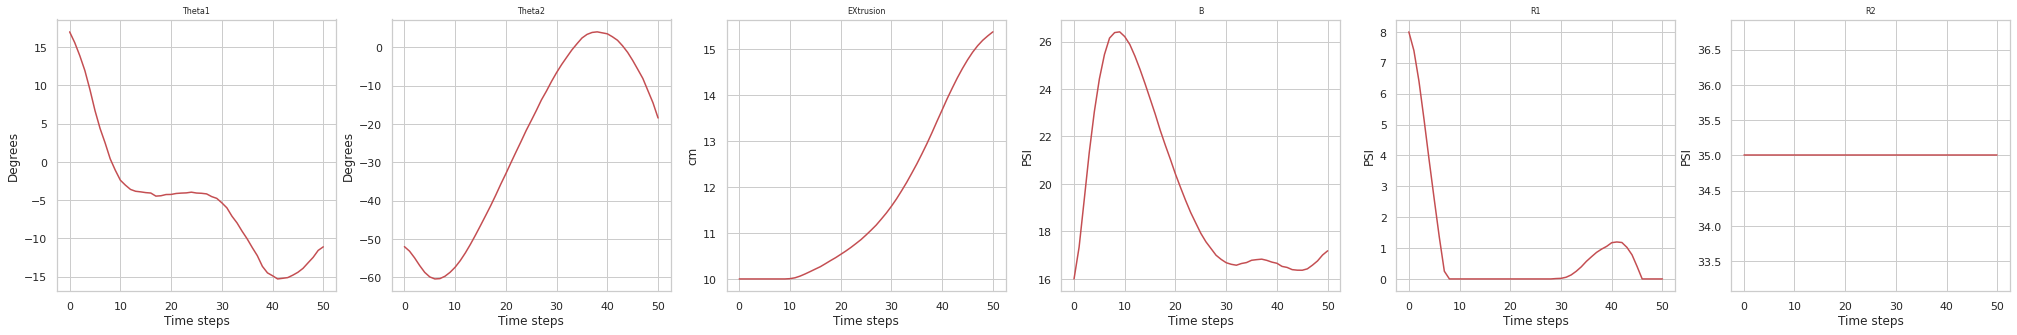 Theta1
Degrees
15
10
5
0
−5
−10
−15
0 10 20 30 40 50
Time steps
Theta2
Degrees
0
−10
−20
−30
−40
−50
−60
0 10 20 30 40 50
Time steps
EXtrusion
cm
15
14
13
12
11
10
0 10 20 30 40 50
Time steps
B
PSI
26
24
22
20
18
16
0 10 20 30 40 50
Time steps
R1
PSI
8
7
6
5
4
3
2
1
0
0 10 20 30 40 50
Time steps
R2
PSI
36.5
36.0
35.5
35.0
34.5
34.0
33.5
0 10 20 30 40 50
Time steps